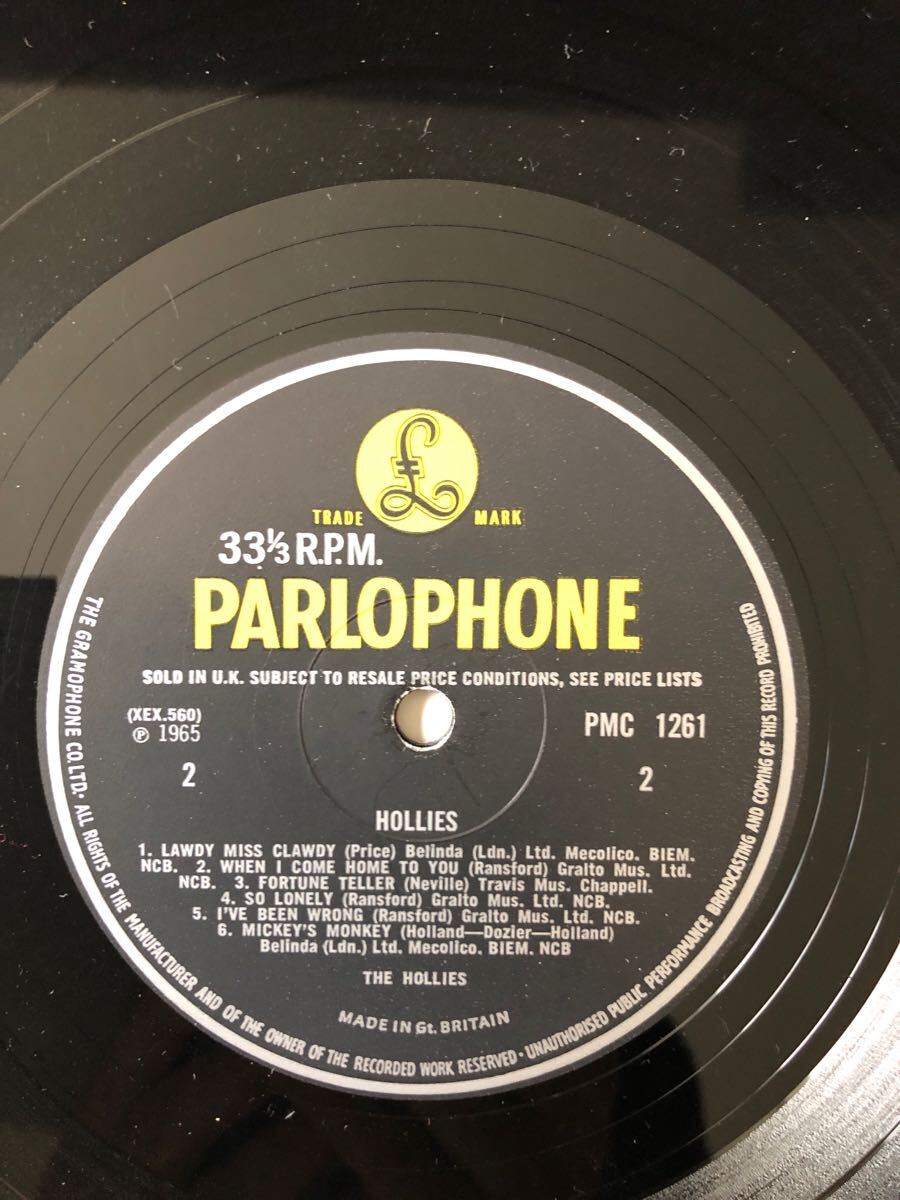 £
TRADE MARK
33⅓ R.P.M.
PARLOPHONE
SOLD IN U.K. SUBJECT TO RESALE PRICE CONDITIONS, SEE PRICE LISTS
(XEX.560)
℗ 1965
PMC 1261
2
2
HOLLIES
1. LAWDY MISS CLAWDY (Price) Belinda (Ldn.) Ltd. Mecolico. BIEM.
NCB. 2. WHEN I COME HOME TO YOU (Ransford) Gralto Mus. Ltd.
NCB. 3. FORTUNE TELLER (Neville) Travis Mus. Chappell.
4. SO LONELY (Ransford) Gralto Mus. Ltd. NCB.
5. I'VE BEEN WRONG (Ransford) Gralto Mus. Ltd. NCB.
6. MICKEY'S MONKEY (Holland—Dozier—Holland)
Belinda (Ldn.) Ltd. Mecolico. BIEM. NCB
THE HOLLIES
MADE IN Gt. BRITAIN
THE GRAMOPHONE CO. LTD. · ALL RIGHTS OF THE MANUFACTURER AND OF THE OWNER OF THE RECORDED WORK RESERVED · UNAUTHORISED PUBLIC PERFORMANCE BROADCASTING AND COPYING OF THIS RECORD PROHIBITED